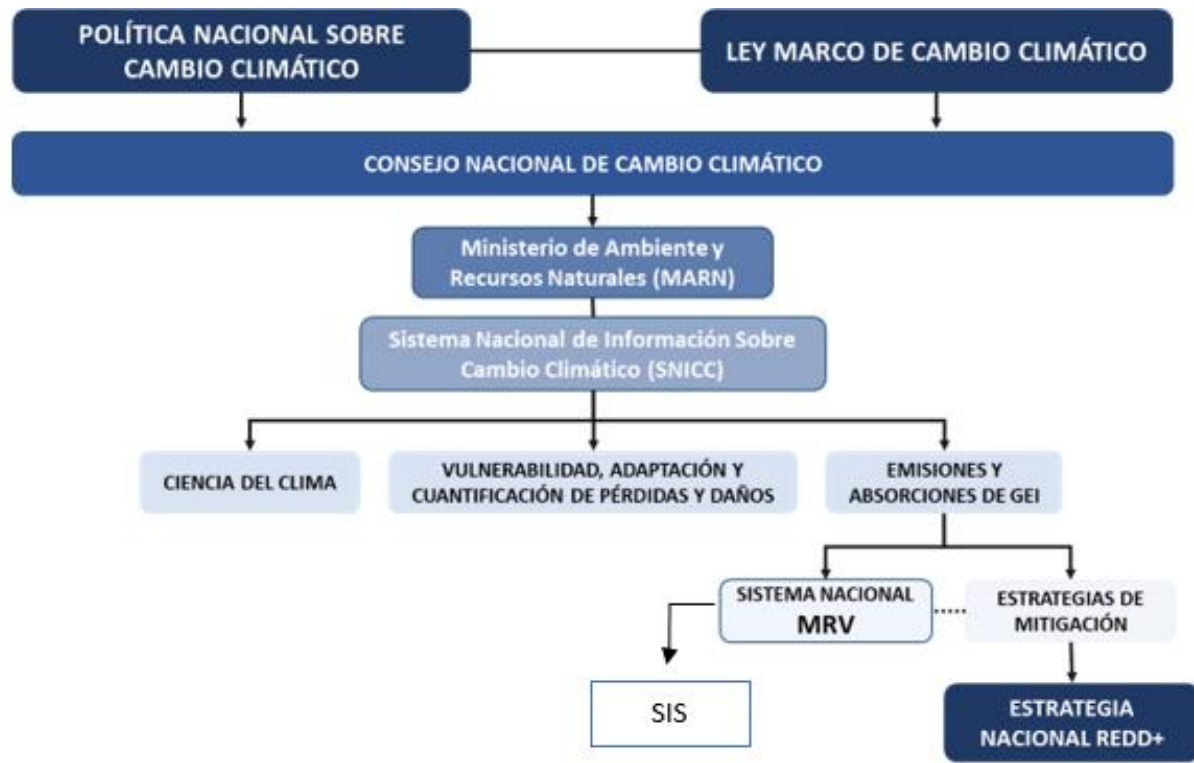 POLÍTICA NACIONAL SOBRE
CAMBIO CLIMÁTICO
LEY MARCO DE CAMBIO CLIMÁTICO
CONSEJO NACIONAL DE CAMBIO CLIMÁTICO
Ministerio de Ambiente y
Recursos Naturales (MARN)
Sistema Nacional de Información Sobre
Cambio Climático (SNICC)
CIENCIA DEL CLIMA
VULNERABILIDAD, ADAPTACIÓN Y
CUANTIFICACIÓN DE PÉRDIDAS Y DAÑOS
EMISIONES Y
ABSORCIONES DE GEI
SISTEMA NACIONAL
MRV
ESTRATEGIAS DE
MITIGACIÓN
SIS
ESTRATEGIA
NACIONAL REDD+